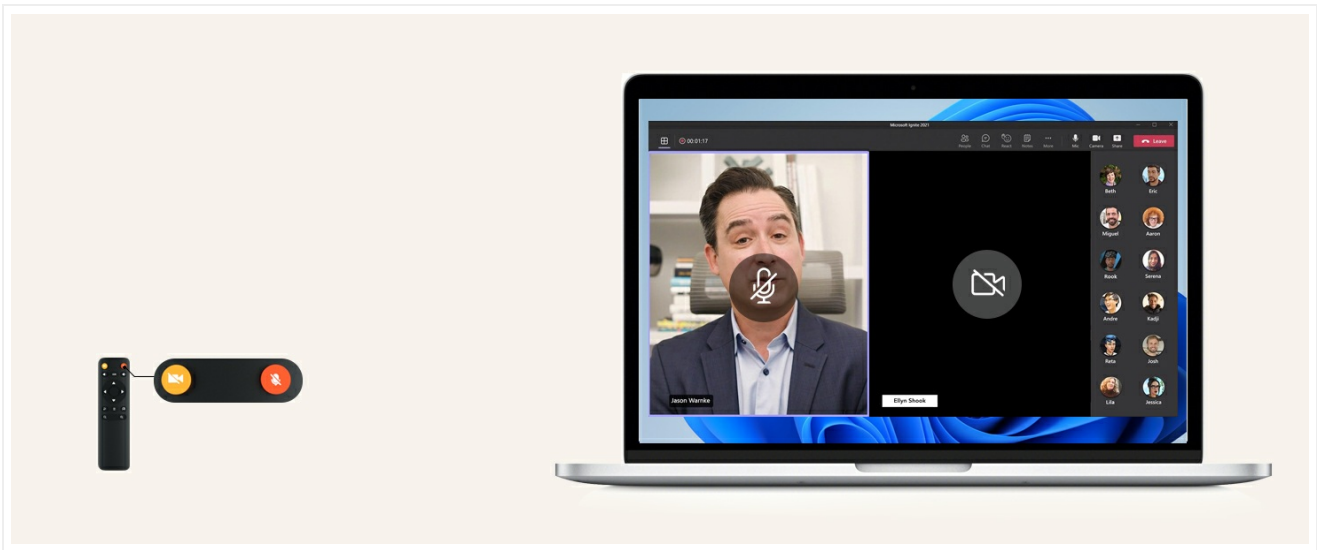 Microsoft Ignite 2021
00:01:17
People Chat React Notes More Mic Camera Share Leave
Beth Eric
Miguel Aaron
Rook Serena
Andre Kadji
Reta Josh
Lila Jessica
Jason Warnke
Ellyn Shook